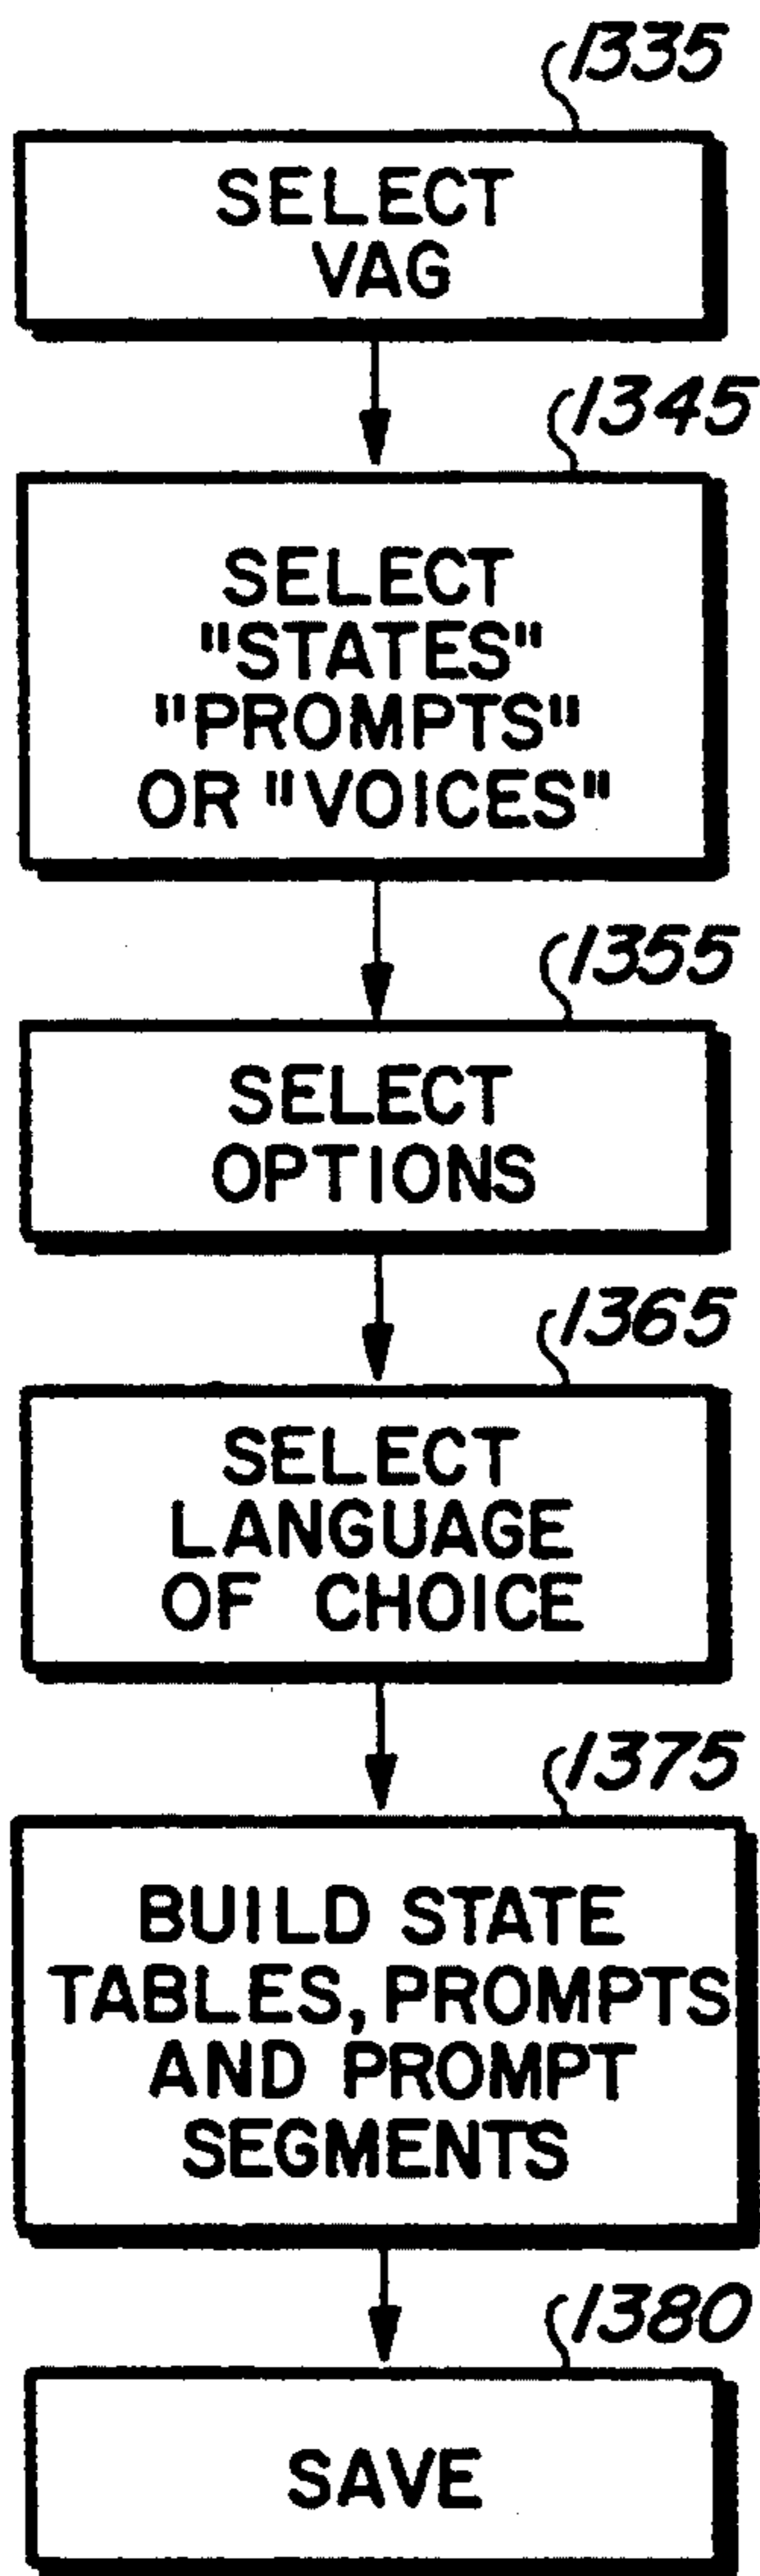 1335
SELECT
VAG
1345
SELECT
"STATES"
"PROMPTS"
OR "VOICES"
1355
SELECT
OPTIONS
1365
SELECT
LANGUAGE
OF CHOICE
1375
BUILD STATE
TABLES, PROMPTS
AND PROMPT
SEGMENTS
1380
SAVE